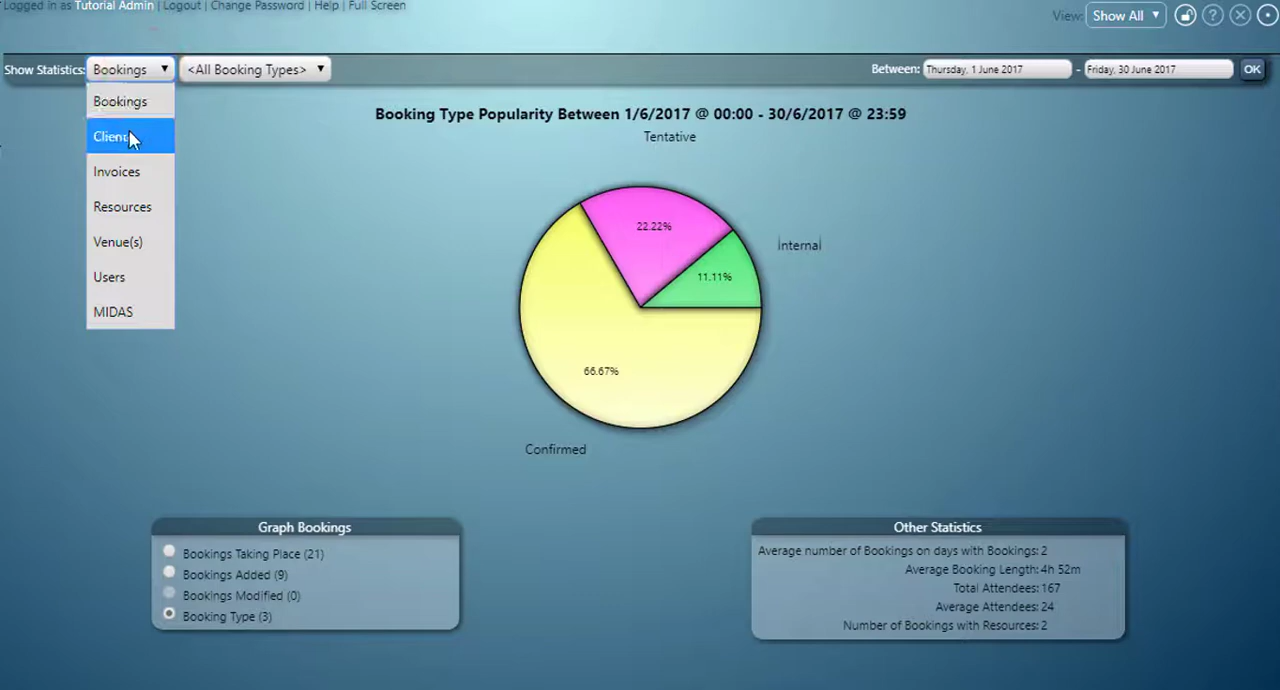 Logged in as Tutorial Admin | Logout | Change Password | Help | Full Screen
View: Show All
Show Statistics: Bookings <All Booking Types> Between: Thursday, 1 June 2017 - Friday, 30 June 2017 OK
Bookings
Invoices
Resources
Venue(s)
Users
MIDAS
Booking Type Popularity Between 1/6/2017 @ 00:00 - 30/6/2017 @ 23:59
Tentative
22.22%
Internal
11.11%
66.67%
Confirmed
Graph Bookings
Bookings Taking Place (21)
Bookings Added (9)
Bookings Modified (0)
Booking Type (3)
Other Statistics
Average number of Bookings on days with Bookings: 2
Average Booking Length: 4h 52m
Total Attendees: 167
Average Attendees: 24
Number of Bookings with Resources: 2